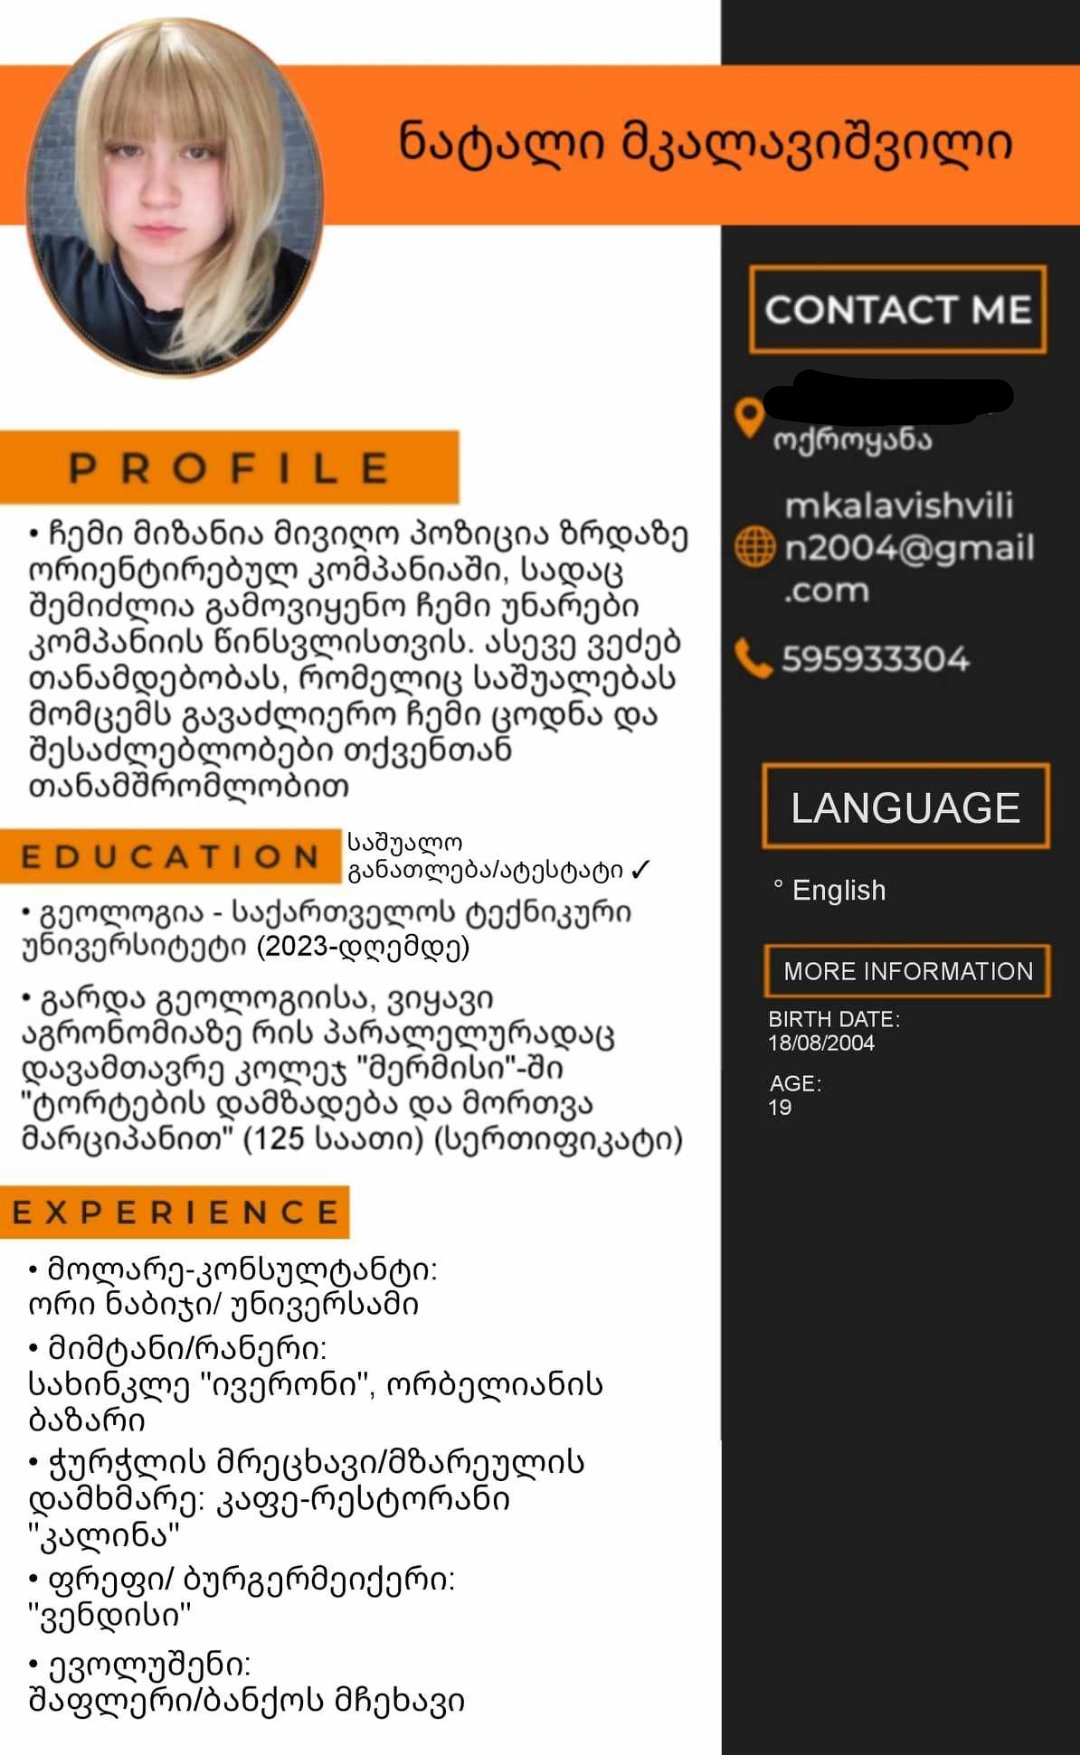 ნატალი მკალავიშვილი
PROFILE
• ჩემი მიზანია მივიღო პოზიცია ზრდაზე
ორიენტირებულ კომპანიაში, სადაც
შემიძლია გამოვიყენო ჩემი უნარები
კომპანიის წინსვლისთვის. ასევე ვეძებ
თანამდებობას, რომელიც საშუალებას
მომცემს გავაძლიერო ჩემი ცოდნა და
შესაძლებლობები თქვენთან
თანამშრომლობით
EDUCATION
საშუალო
განათლება/ატესტატი ✓
• გეოლოგია - საქართველოს ტექნიკური
უნივერსიტეტი (2023-დღემდე)
• გარდა გეოლოგიისა, ვიყავი
აგრონომიაზე რის პარალელურადაც
დავამთავრე კოლეჯ "მერმისი"-ში
"ტორტების დამზადება და მორთვა
მარციპანით" (125 საათი) (სერთიფიკატი)
EXPERIENCE
• მოლარე-კონსულტანტი:
ორი ნაბიჯი/ უნივერსამი
• მიმტანი/რანერი:
სახინკლე "ივერონი", ორბელიანის
ბაზარი
• ჭურჭლის მრეცხავი/მზარეულის
დამხმარე: კაფე-რესტორანი
"კალინა"
• ფრეფი/ ბურგერმეიქერი:
"ვენდისი"
• ევოლუშენი:
შაფლერი/ბანქოს მჩეხავი
CONTACT ME
ოქროყანა
mkalavishvili
n2004@gmail
.com
595933304
LANGUAGE
° English
MORE INFORMATION
BIRTH DATE:
18/08/2004
AGE:
19